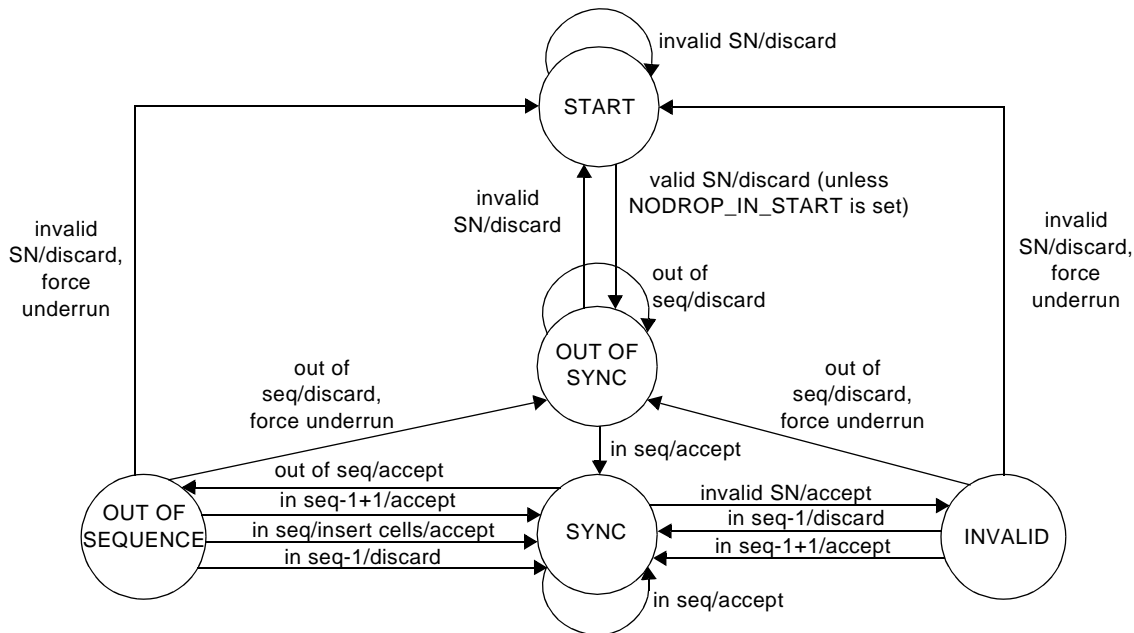 invalid SN/discard
START
valid SN/discard (unless
NODROP_IN_START is set)
invalid
SN/discard
invalid
SN/discard,
force
underrun
invalid
SN/discard,
force
underrun
out of
seq/discard
OUT OF
SYNC
out of
seq/discard,
force underrun
out of
seq/discard,
force underrun
in seq/accept
out of seq/accept
in seq-1+1/accept
in seq/insert cells/accept
in seq-1/discard
OUT OF
SEQUENCE
SYNC
invalid SN/accept
in seq-1/discard
in seq-1+1/accept
INVALID
in seq/accept